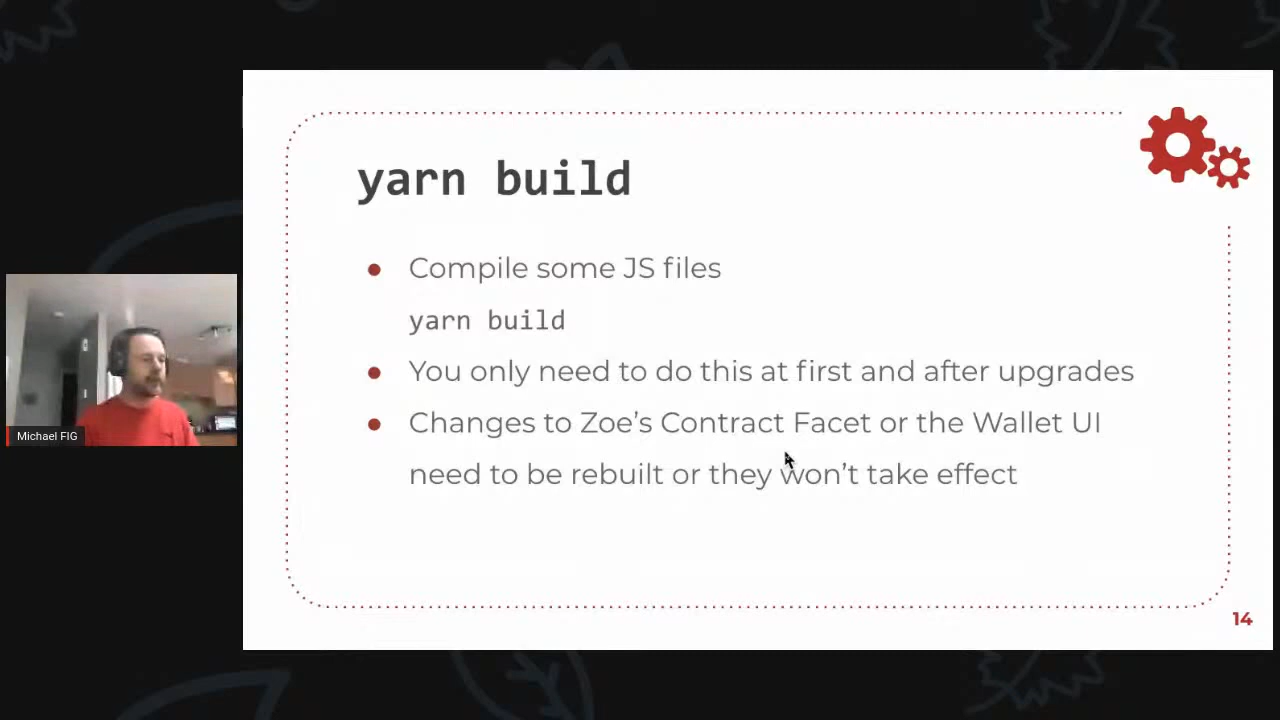 yarn build
Compile some JS files
yarn build
You only need to do this at first and after upgrades
Changes to Zoe’s Contract Facet or the Wallet UI
need to be rebuilt or they won’t take effect
14
Michael FIG